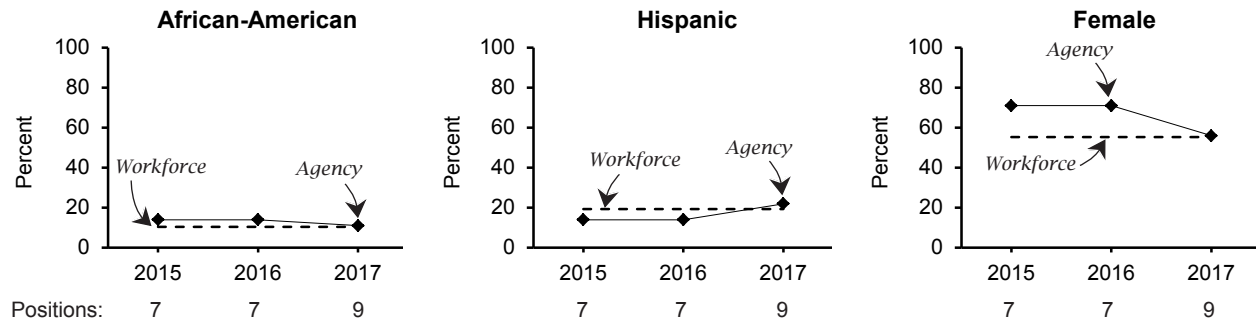 African-American Hispanic Female
100 100 100
80 80 80
60 60 60
40 40 40
20 20 20
0 0 0
Percent Percent Percent
Workforce Agency Workforce Agency Agency Workforce
2015 2016 2017 2015 2016 2017 2015 2016 2017
Positions: 7 7 9 7 7 9 7 7 9